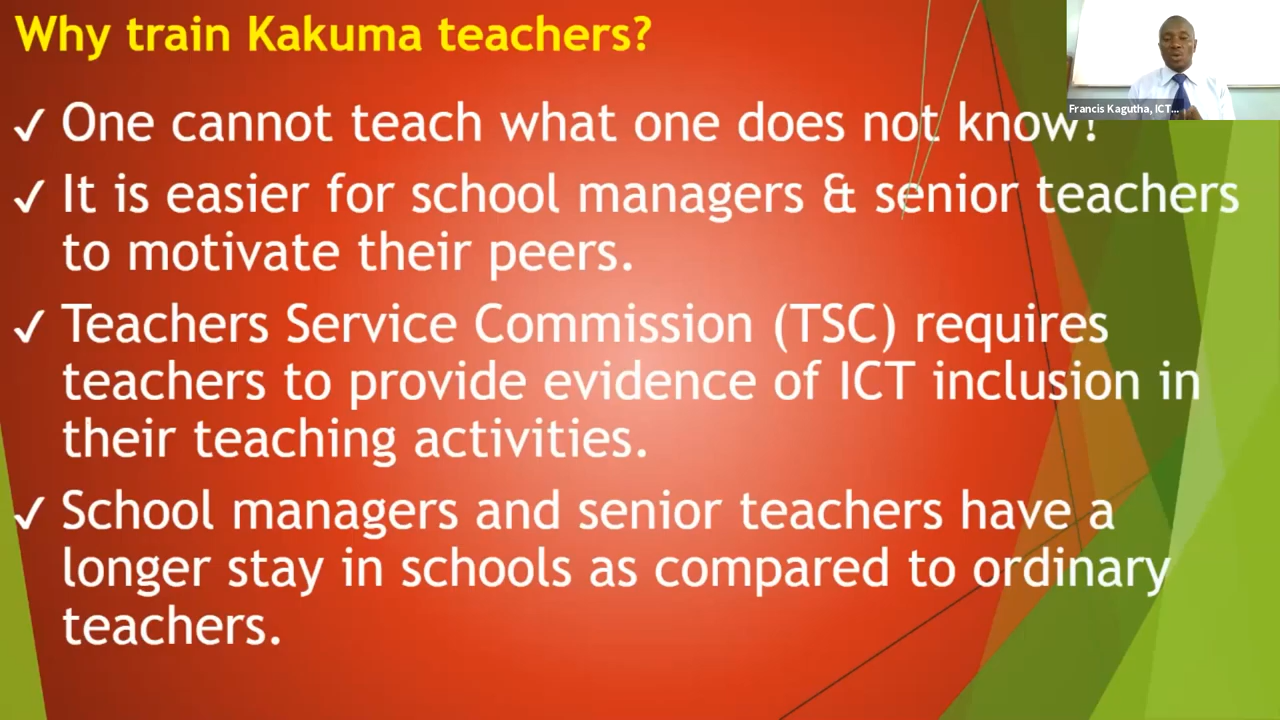 Why train Kakuma teachers?
Francis Kagutha, ICT...
✓ One cannot teach what one does not know!
✓ It is easier for school managers & senior teachers
to motivate their peers.
✓ Teachers Service Commission (TSC) requires
teachers to provide evidence of ICT inclusion in
their teaching activities.
✓ School managers and senior teachers have a
longer stay in schools as compared to ordinary
teachers.